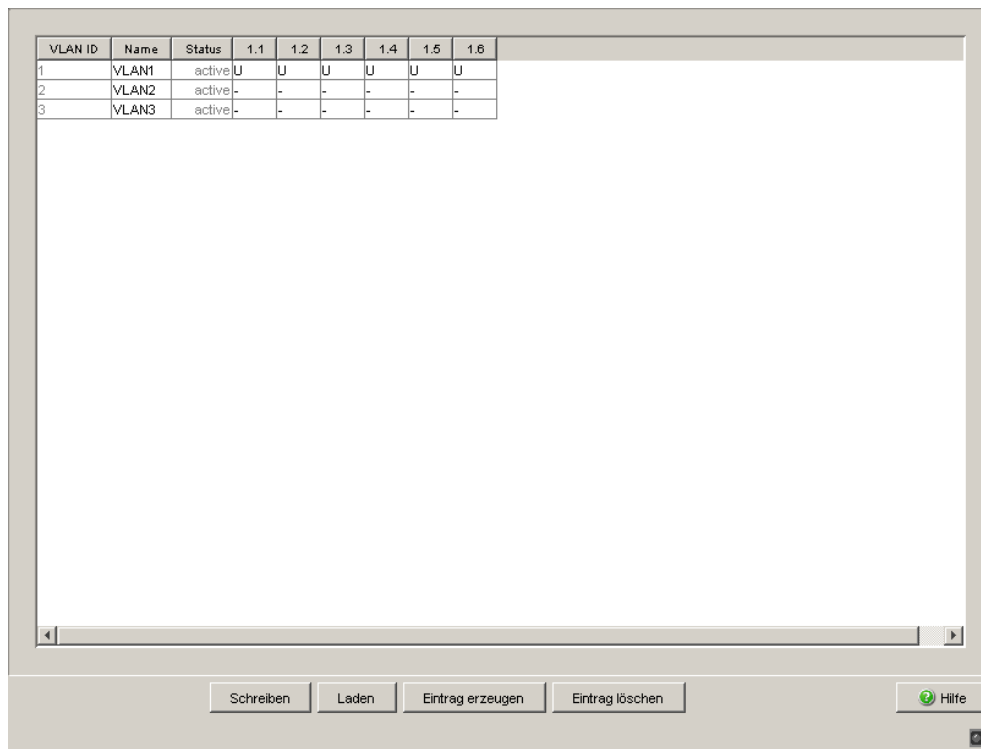 VLAN ID Name Status 1.1 1.2 1.3 1.4 1.5 1.6
1 VLAN1 active U U U U U U
2 VLAN2 active - - - - - -
3 VLAN3 active - - - - - -
Schreiben Laden Eintrag erzeugen Eintrag löschen Hilfe